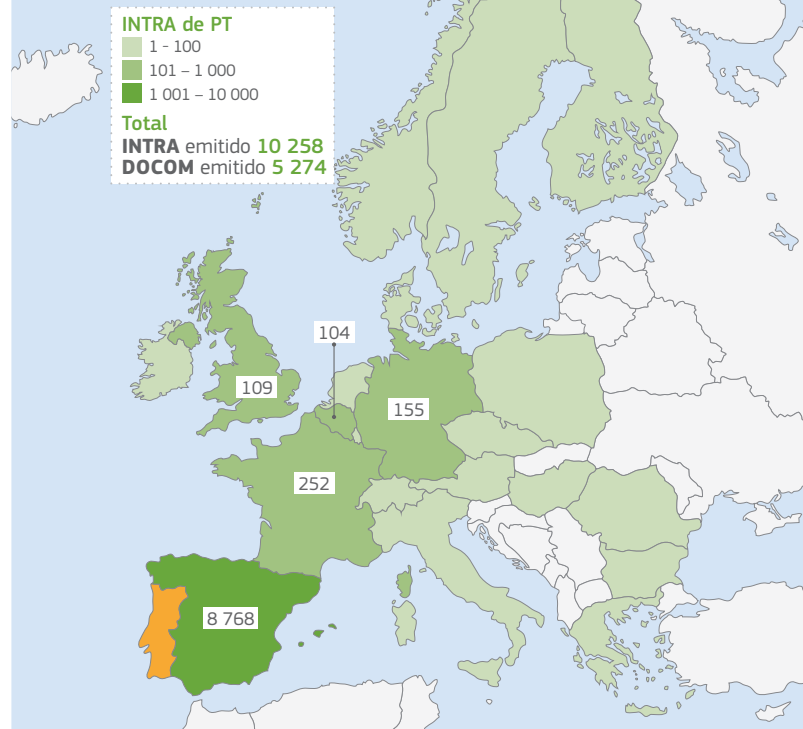 INTRA de PT
1 - 100
101 – 1 000
1 001 – 10 000
Total
INTRA emitido 10 258
DOCOM emitido 5 274
104
109
155
252
8 768